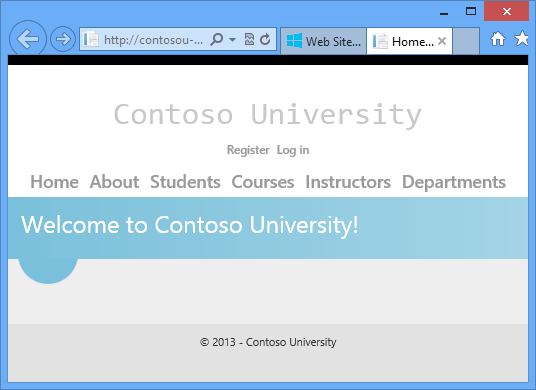 http://contosou-...
Web Site...
Home...
Contoso University
Register Log in
Home About Students Courses Instructors Departments
Welcome to Contoso University!
© 2013 - Contoso University